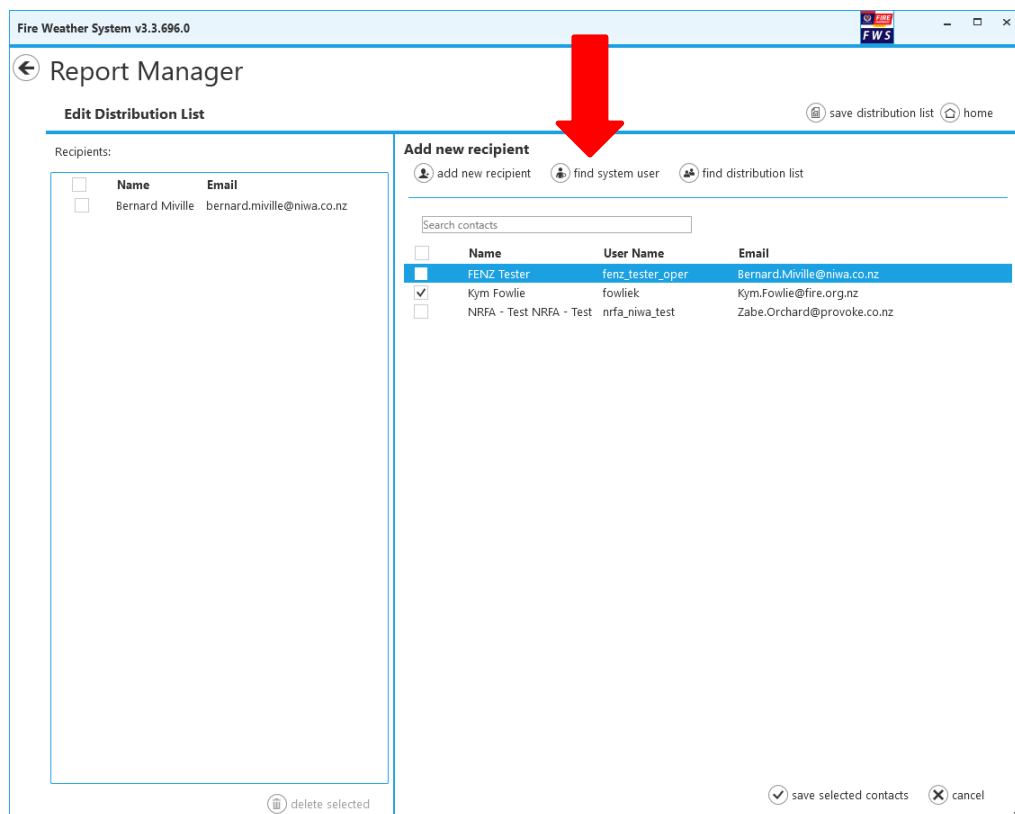 Fire Weather System v3.3.696.0
FIRE
FWS
Report Manager
Edit Distribution List
save distribution list
home
Recipients:
Name Email
Bernard Miville bernard.miville@niwa.co.nz
delete selected
Add new recipient
add new recipient find system user find distribution list
Search contacts
Name User Name Email
FENZ Tester fenz_tester_oper Bernard.Miville@niwa.co.nz
Kym Fowlie fowliek Kym.Fowlie@fire.org.nz
NRFA - Test NRFA - Test nrfa_niwa_test Zabe.Orchard@provoke.co.nz
save selected contacts cancel